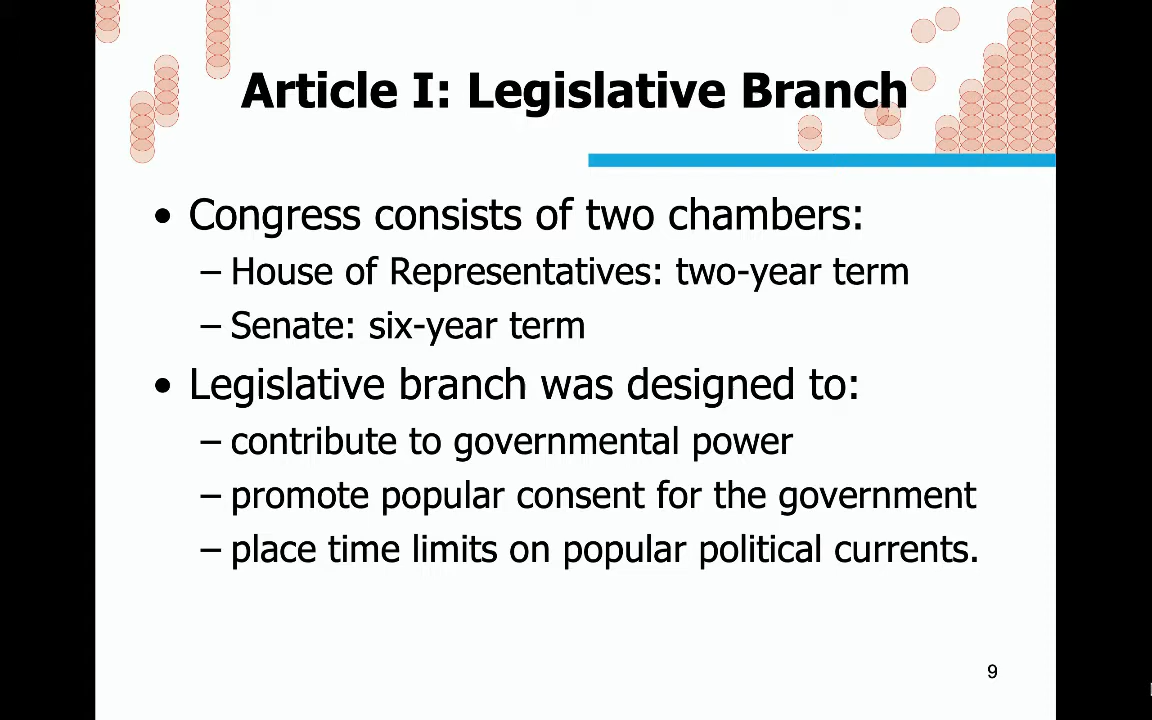 Article I: Legislative Branch
• Congress consists of two chambers:
– House of Representatives: two-year term
– Senate: six-year term
• Legislative branch was designed to:
– contribute to governmental power
– promote popular consent for the government
– place time limits on popular political currents.
9